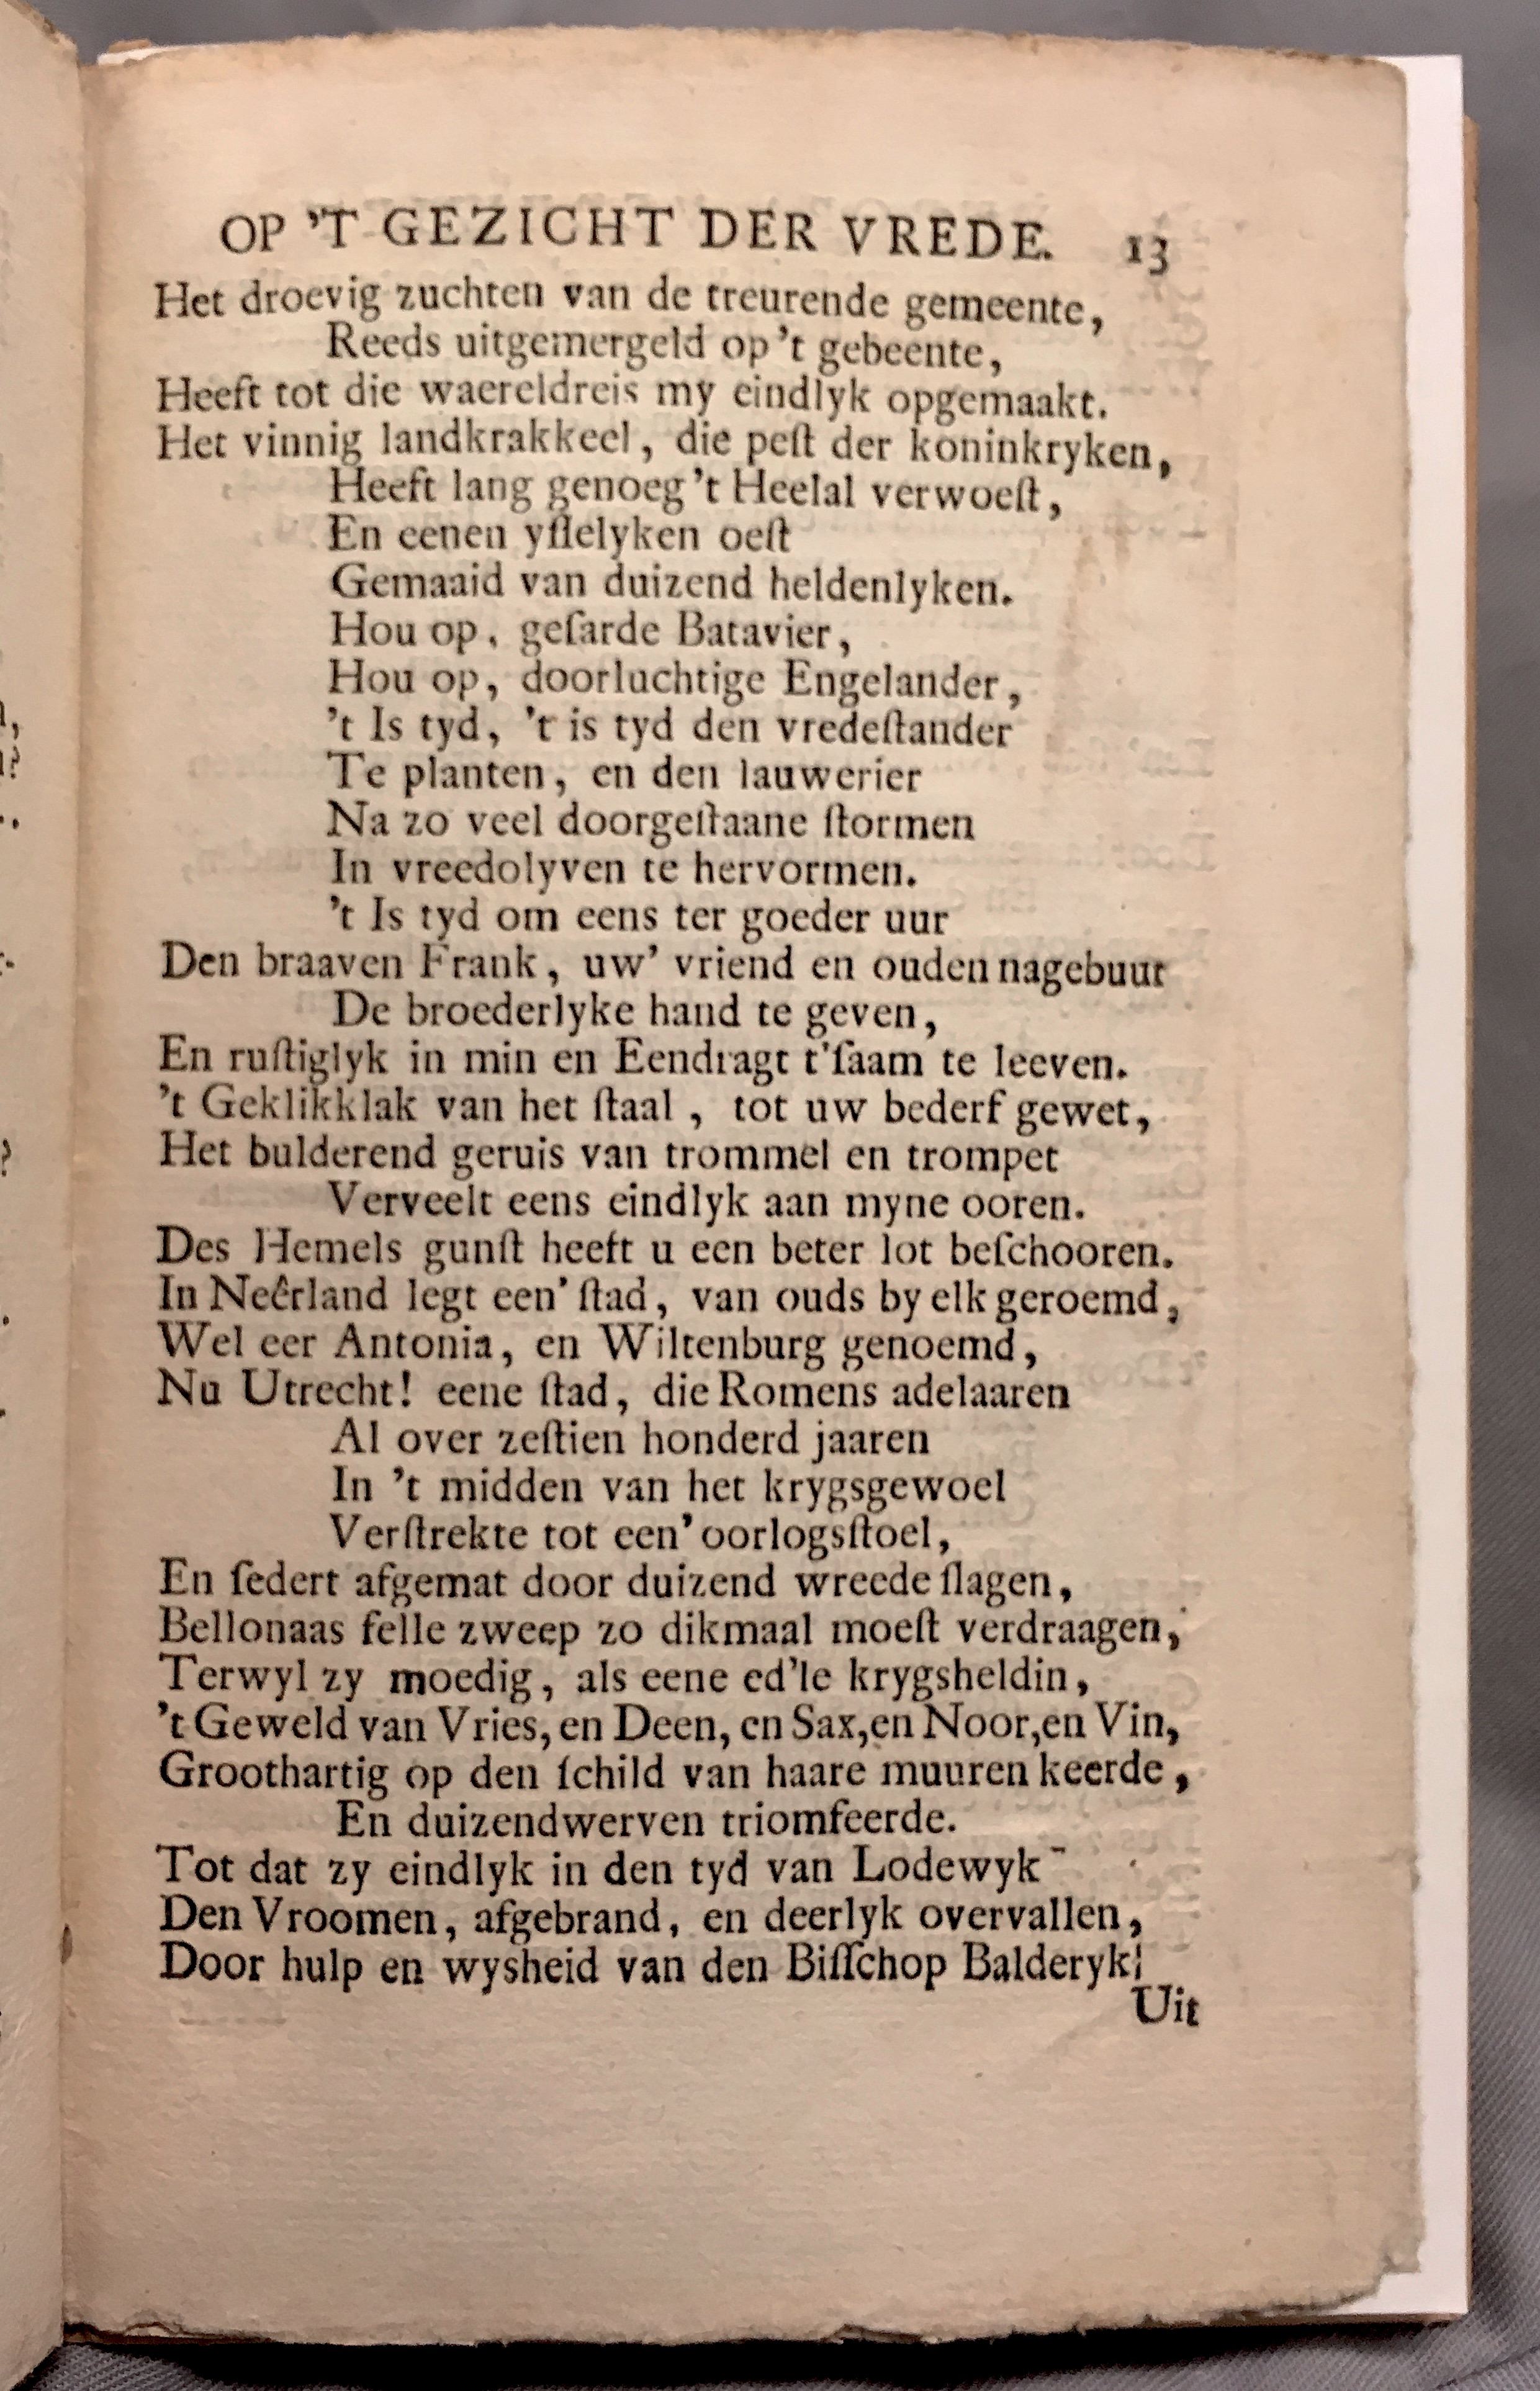 OP 'T GEZICHT DER VREDE. 13
Het droevig zuchten van de treurende gemeente,
Reeds uitgemergeld op 't gebeente,
Heeft tot die waereldreis my eindlyk opgemaakt.
Het vinnig landkrakkeel, die peſt der koninkryken,
Heeft lang genoeg 't Heelal verwoeſt,
En eenen yſſelyken oeſt
Gemaaid van duizend heldenlyken.
Hou op, geſarde Batavier,
Hou op, doorluchtige Engelander,
't Is tyd, 't is tyd den vredeſtander
Te planten, en den lauwerier
Na zo veel doorgeſtaane ſtormen
In vreedolyven te hervormen.
't Is tyd om eens ter goeder uur
Den braaven Frank, uw' vriend en ouden nagebuur
De broederlyke hand te geven,
En ruſtiglyk in min en Eendragt t'ſaam te leeven.
't Geklikklak van het ſtaal, tot uw bederf gewet,
Het bulderend geruis van trommel en trompet
Verveelt eens eindlyk aan myne ooren.
Des Hemels gunſt heeft u een beter lot beſchooren.
In Neêrland legt een' ſtad, van ouds by elk geroemd,
Wel eer Antonia, en Wiltenburg genoemd,
Nu Utrecht! eene ſtad, die Romens adelaaren
Al over zeſtien honderd jaaren
In 't midden van het krygsgewoel
Verſtrekte tot een' oorlogsſtoel,
En ſedert afgemat door duizend wreede ſlagen,
Bellonaas felle zweep zo dikmaal moeſt verdraagen,
Terwyl zy moedig, als eene ed'le krygsheldin,
't Geweld van Vries, en Deen, en Sax, en Noor, en Vin,
Groothartig op den ſchild van haare muuren keerde,
En duizendwerven triomfeerde.
Tot dat zy eindlyk in den tyd van Lodewyk
Den Vroomen, afgebrand, en deerlyk overvallen,
Door hulp en wysheid van den Biſſchop Balderyk
Uit